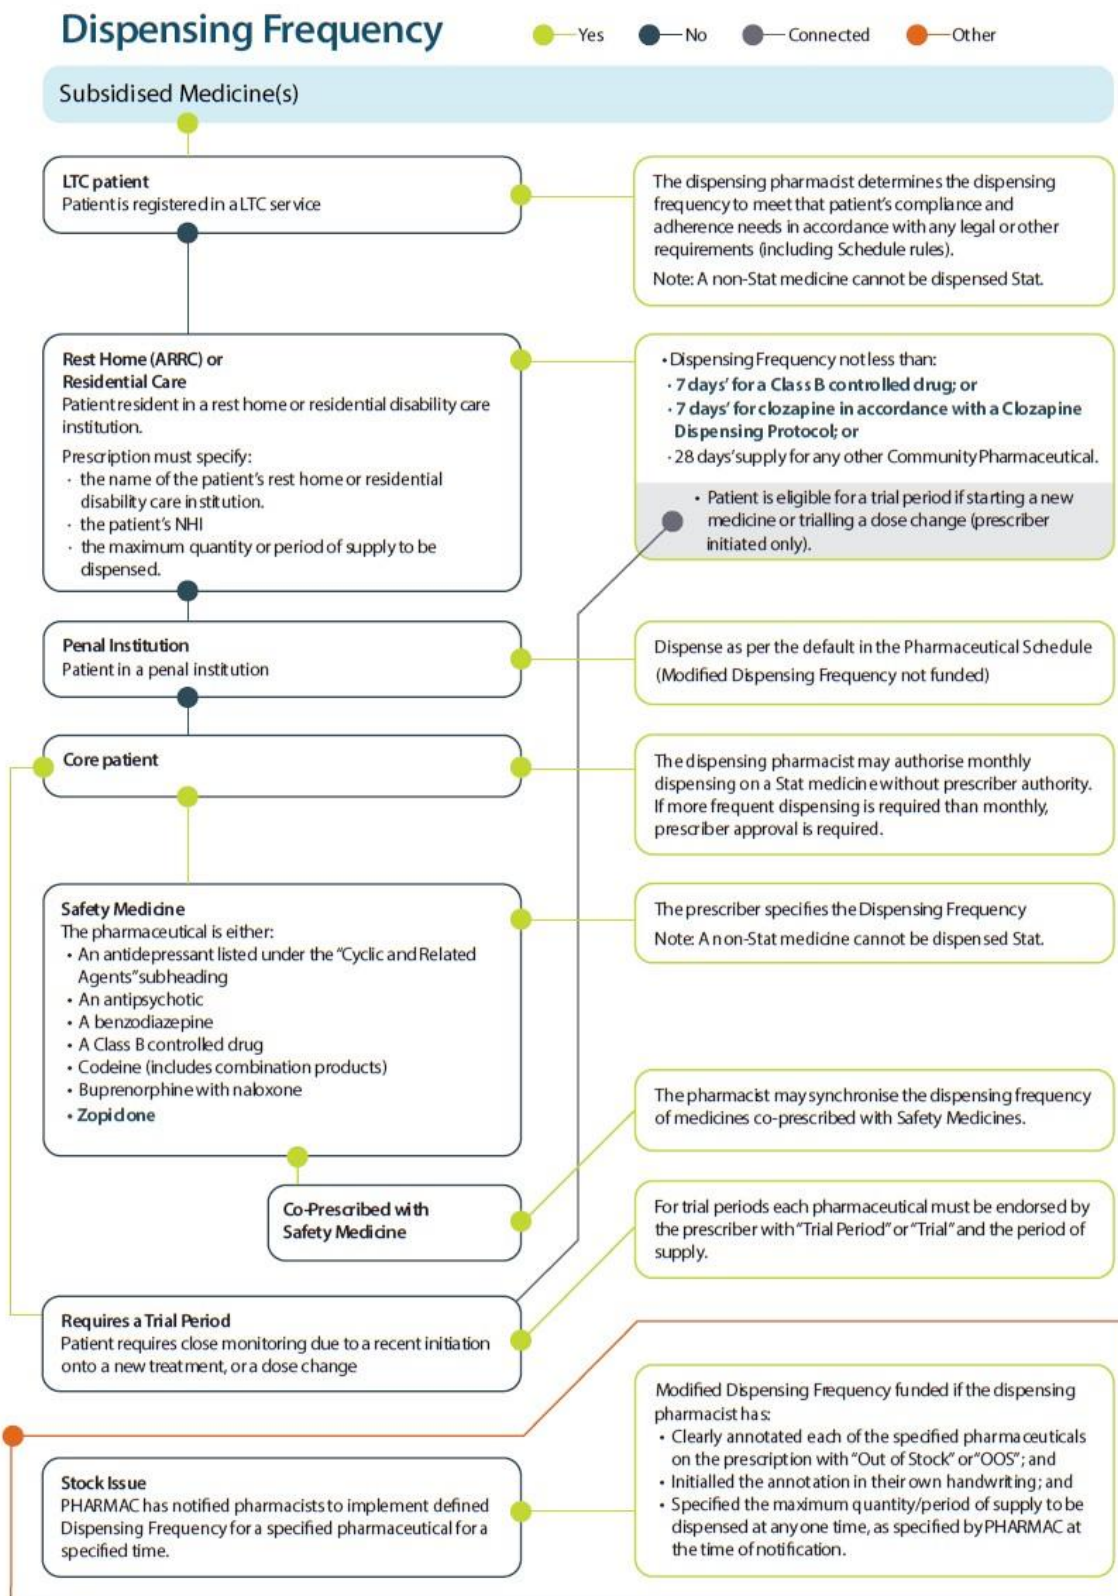 Dispensing Frequency
Yes
No
Connected
Other
Subsidised Medicine(s)
LTC patient
Patient is registered in a LTC service
The dispensing pharmacist determines the dispensing
frequency to meet that patient's compliance and
adherence needs in accordance with any legal or other
requirements (including Schedule rules).
Note: A non-Stat medicine cannot be dispensed Stat.
Rest Home (ARRC) or
Residential Care
Patient resident in a rest home or residential disability care
institution.
Prescription must specify:
· the name of the patient's rest home or residential
disability care institution.
· the patient's NHI
· the maximum quantity or period of supply to be
dispensed.
• Dispensing Frequency not less than:
· 7 days' for a Class B controlled drug; or
· 7 days' for clozapine in accordance with a Clozapine
Dispensing Protocol; or
· 28 days' supply for any other Community Pharmaceutical.
• Patient is eligible for a trial period if starting a new
medicine or trialling a dose change (prescriber
initiated only).
Penal Institution
Patient in a penal institution
Dispense as per the default in the Pharmaceutical Schedule
(Modified Dispensing Frequency not funded)
Core patient
The dispensing pharmacist may authorise monthly
dispensing on a Stat medicine without prescriber authority.
If more frequent dispensing is required than monthly,
prescriber approval is required.
Safety Medicine
The pharmaceutical is either:
• An antidepressant listed under the "Cyclic and Related
Agents" subheading
• An antipsychotic
• A benzodiazepine
• A Class B controlled drug
• Codeine (includes combination products)
• Buprenorphine with naloxone
• Zopidone
The prescriber specifies the Dispensing Frequency
Note: A non-Stat medicine cannot be dispensed Stat.
Co-Prescribed with
Safety Medicine
The pharmacist may synchronise the dispensing frequency
of medicines co-prescribed with Safety Medicines.
Requires a Trial Period
Patient requires close monitoring due to a recent initiation
onto a new treatment, or a dose change
For trial periods each pharmaceutical must be endorsed by
the prescriber with "Trial Period" or "Trial" and the period of
supply.
Stock Issue
PHARMAC has notified pharmacists to implement defined
Dispensing Frequency for a specified pharmaceutical for a
specified time.
Modified Dispensing Frequency funded if the dispensing
pharmacist has:
• Clearly annotated each of the specified pharmaceuticals
on the prescription with "Out of Stock" or "OOS"; and
• Initialled the annotation in their own handwriting; and
• Specified the maximum quantity/period of supply to be
dispensed at any one time, as specified by PHARMAC at
the time of notification.